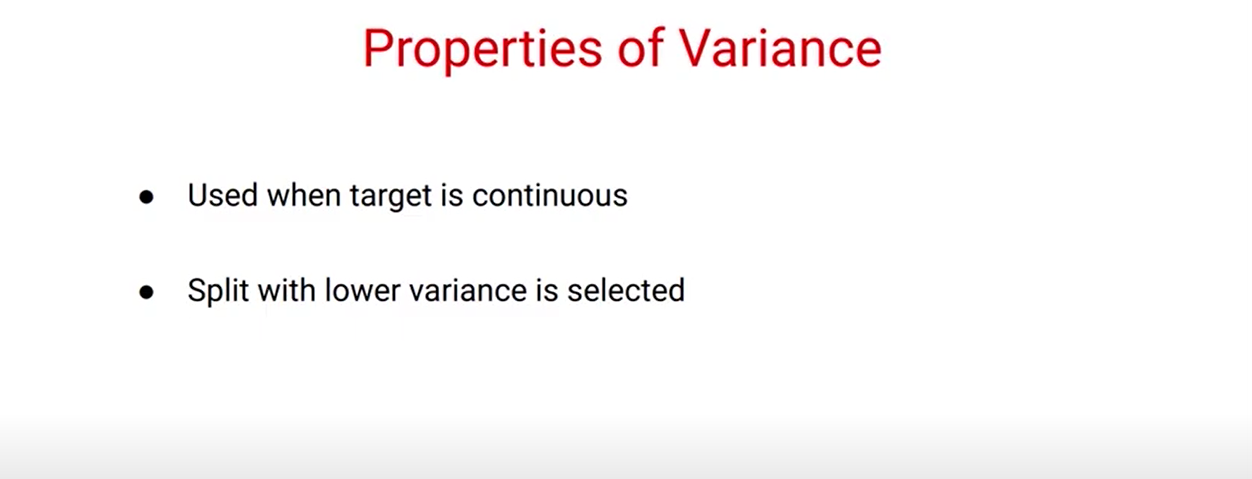 Properties of Variance
● Used when target is continuous
● Split with lower variance is selected